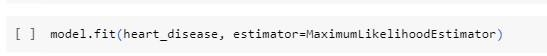 [ ] model.fit(heart_disease, estimator=MaximumLikelihoodEstimator)